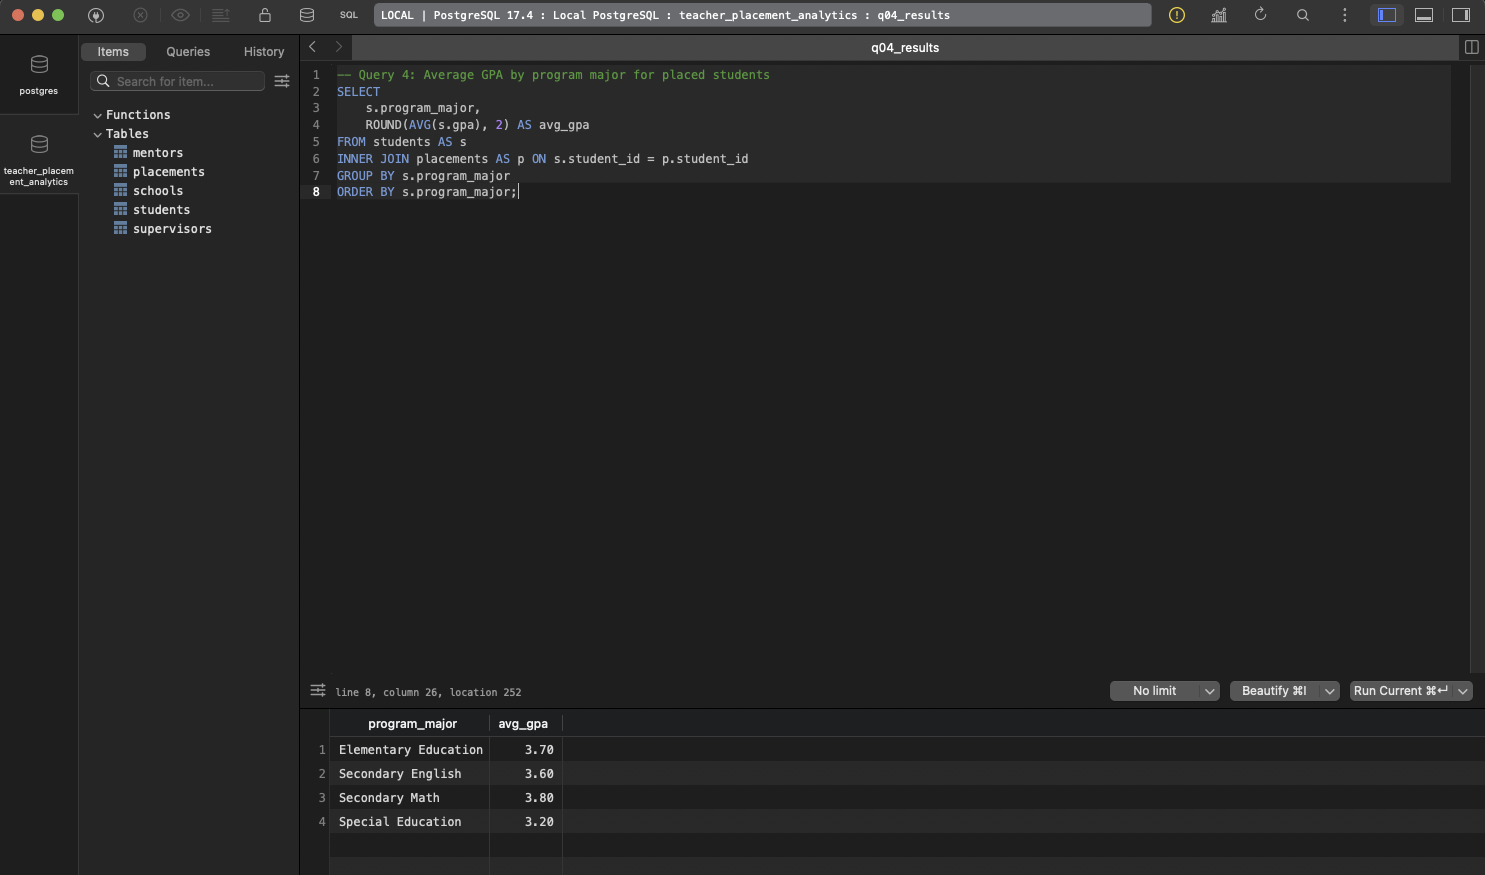 SQL
LOCAL | PostgreSQL 17.4 : Local PostgreSQL : teacher_placement_analytics : q04_results
postgres
teacher_placem
ent_analytics
Items Queries History
Search for item...
Functions
Tables
mentors
placements
schools
students
supervisors
q04_results
1 -- Query 4: Average GPA by program major for placed students
2 SELECT
3 s.program_major,
4 ROUND(AVG(s.gpa), 2) AS avg_gpa
5 FROM students AS s
6 INNER JOIN placements AS p ON s.student_id = p.student_id
7 GROUP BY s.program_major
8 ORDER BY s.program_major;
line 8, column 26, location 252
No limit Beautify ⌘I Run Current ⌘↵
program_major avg_gpa
1 Elementary Education 3.70
2 Secondary English 3.60
3 Secondary Math 3.80
4 Special Education 3.20